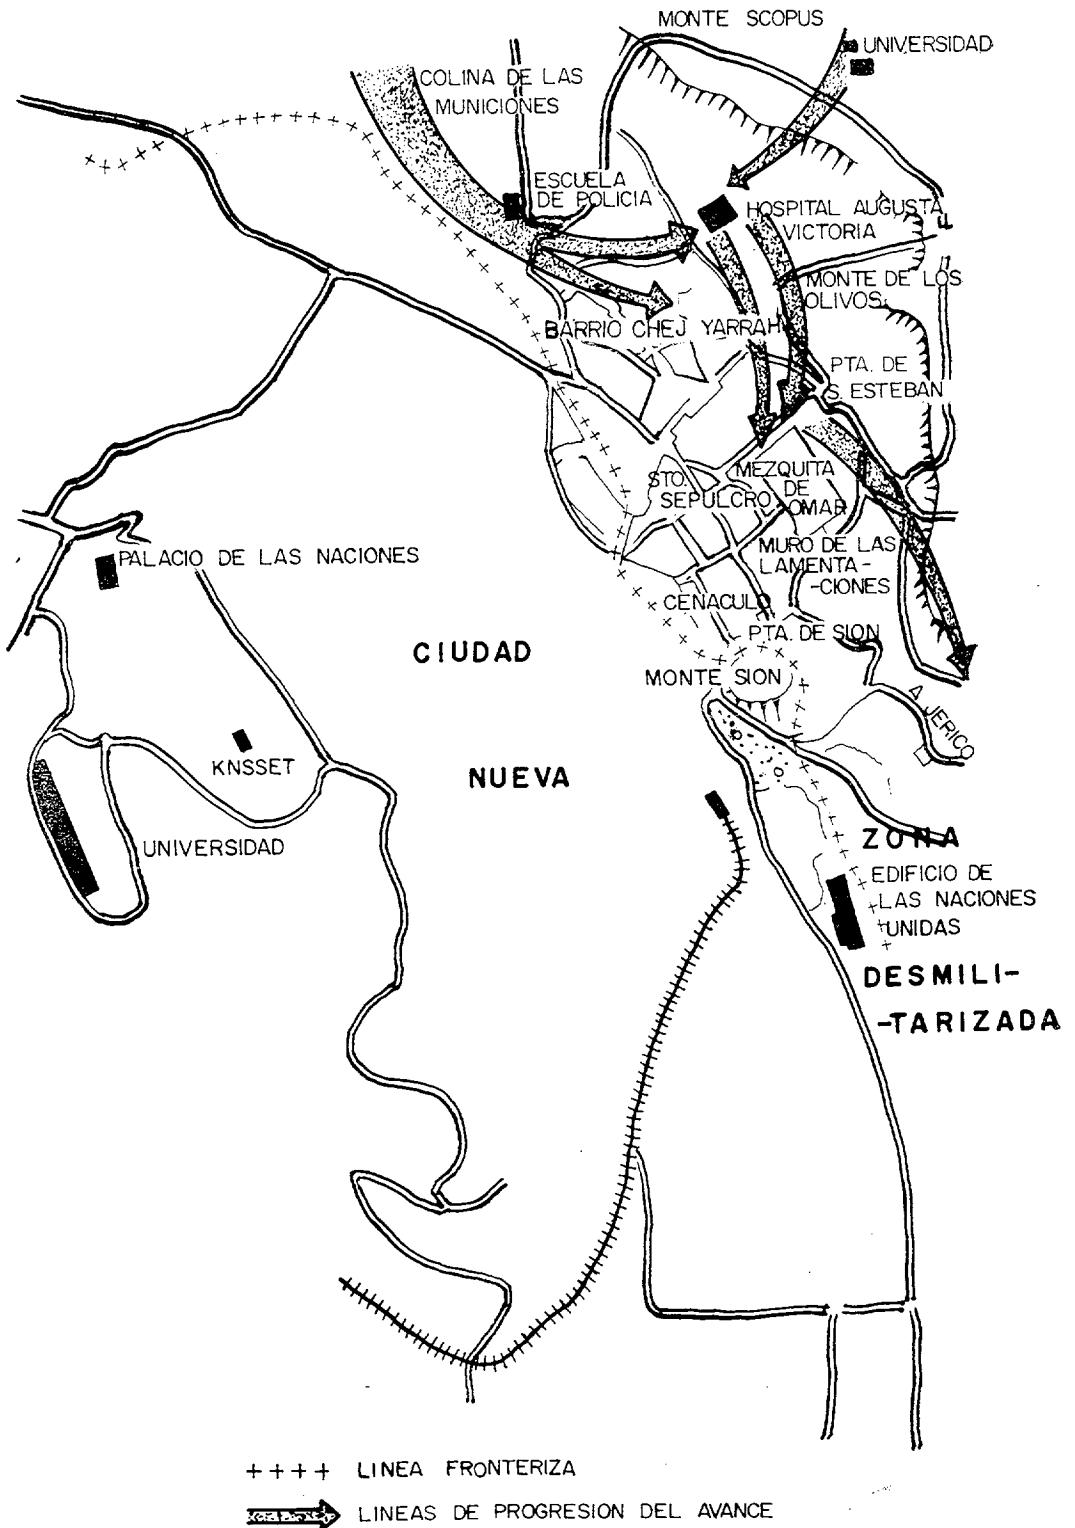 MONTE SCOPUS
UNIVERSIDAD
COLINA DE LAS
MUNICIONES
ESCUELA
DE POLICIA
HOSPITAL AUGUSTA
VICTORIA
MONTE DE LOS
OLIVOS
BARRIO CHEJ YARRAH
PTA. DE
S. ESTEBAN
STO.
SEPULCRO
MEZQUITA
DE
OMAR
MURO DE LAS
LAMENTA-
-CIONES
PALACIO DE LAS NACIONES
CENACULO
PTA. DE SION
CIUDAD
MONTE SION
A JERICO
KNSSET
NUEVA
UNIVERSIDAD
ZONA
EDIFICIO DE
LAS NACIONES
UNIDAS
DESMILI-
-TARIZADA
++++ LINEA FRONTERIZA
LINEAS DE PROGRESION DEL AVANCE